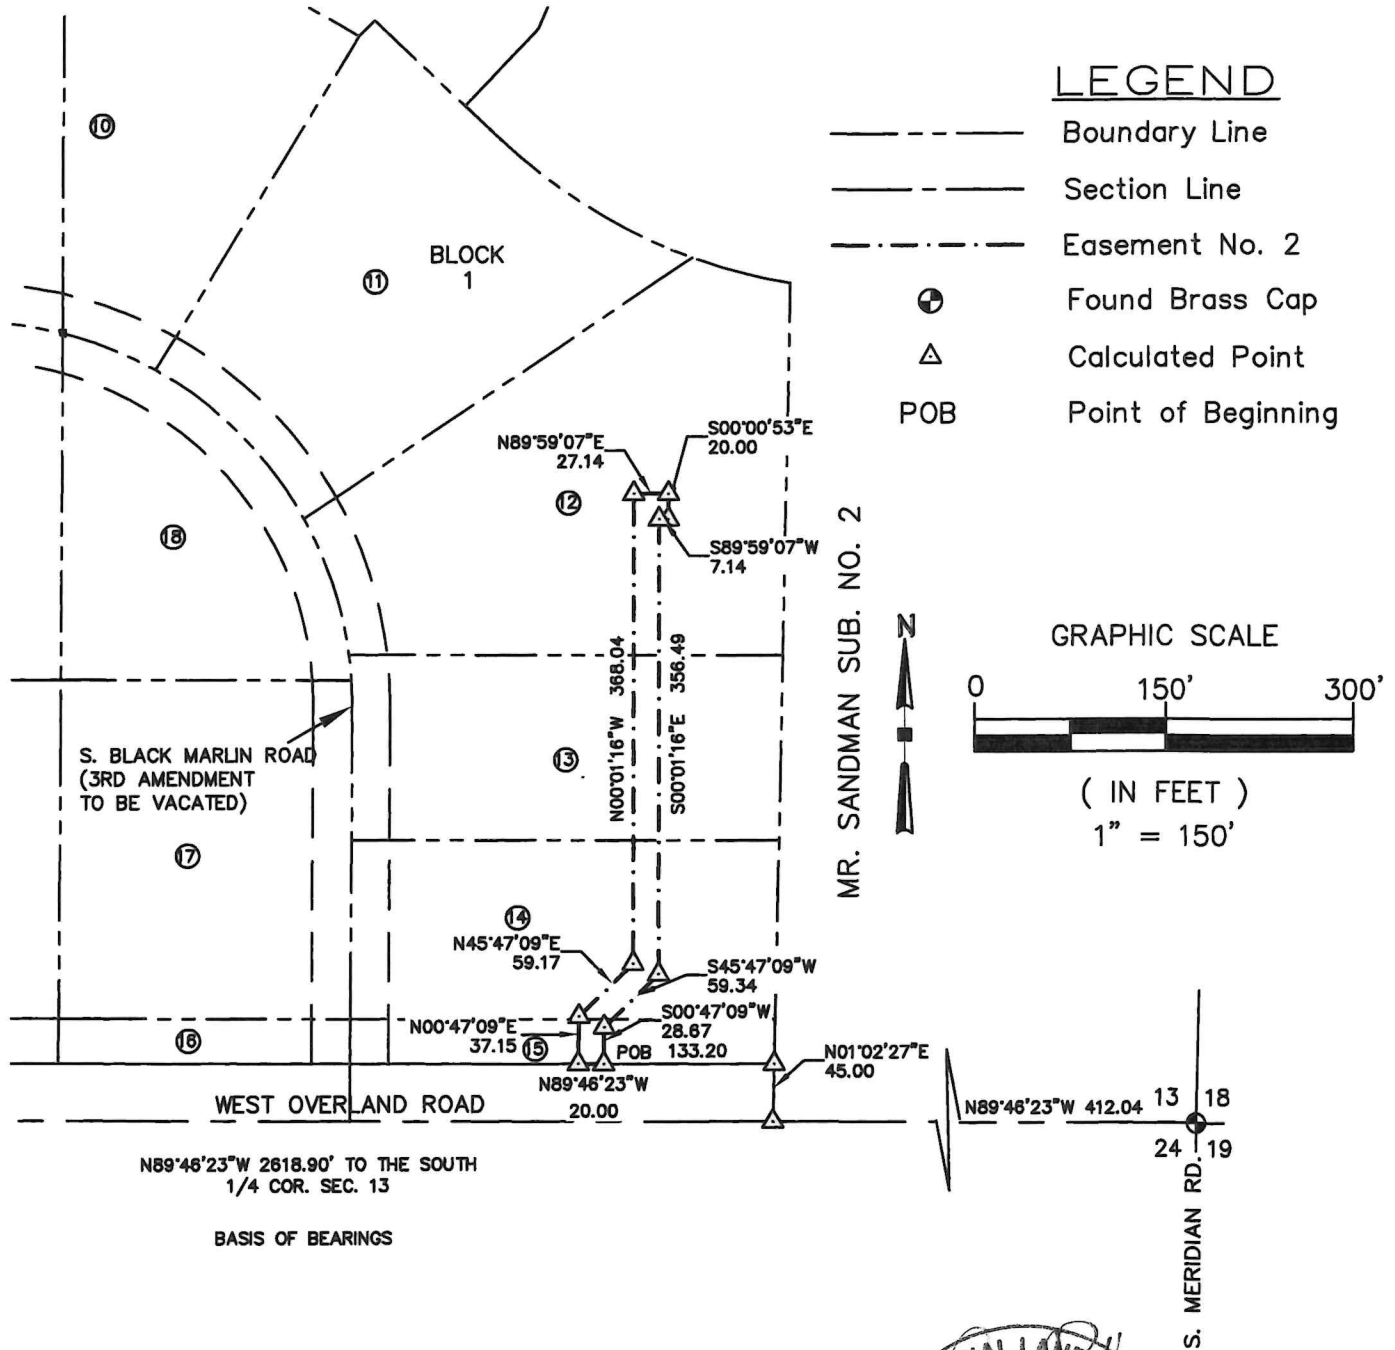 LEGEND
Boundary Line
Section Line
Easement No. 2
Found Brass Cap
Calculated Point
POB
Point of Beginning
10
BLOCK
1
11
N89°59'07"E
27.14
S00°00'53"E
20.00
12
S89°59'07"W
7.14
18
MR. SANDMAN SUB. NO. 2
N
GRAPHIC SCALE
0 150' 300'
( IN FEET )
1" = 150'
N00°01'16"W 368.04
S00°01'16"E 356.49
S. BLACK MARLIN ROAD
(3RD AMENDMENT
TO BE VACATED)
13
17
14
N45°47'09"E
59.17
S45°47'09"W
59.34
S00°47'09"W
28.67
N00°47'09"E
37.15
15
16
POB
133.20
N01°02'27"E
45.00
N89°46'23"W
20.00
WEST OVERLAND ROAD
N89°46'23"W 412.04
13 18
24 19
S. MERIDIAN RD.
N89°46'23"W 2618.90' TO THE SOUTH
1/4 COR. SEC. 13
BASIS OF BEARINGS